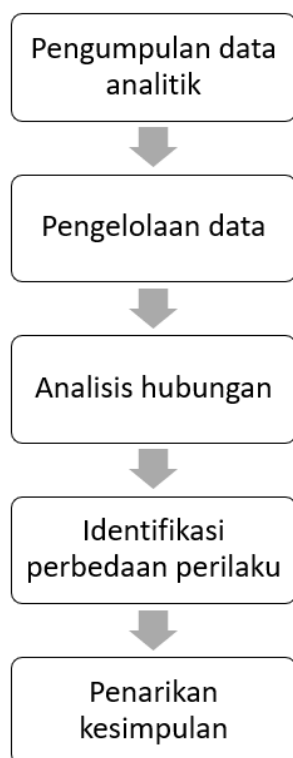 Pengumpulan data
analitik
Pengelolaan data
Analisis hubungan
Identifikasi
perbedaan perilaku
Penarikan
kesimpulan